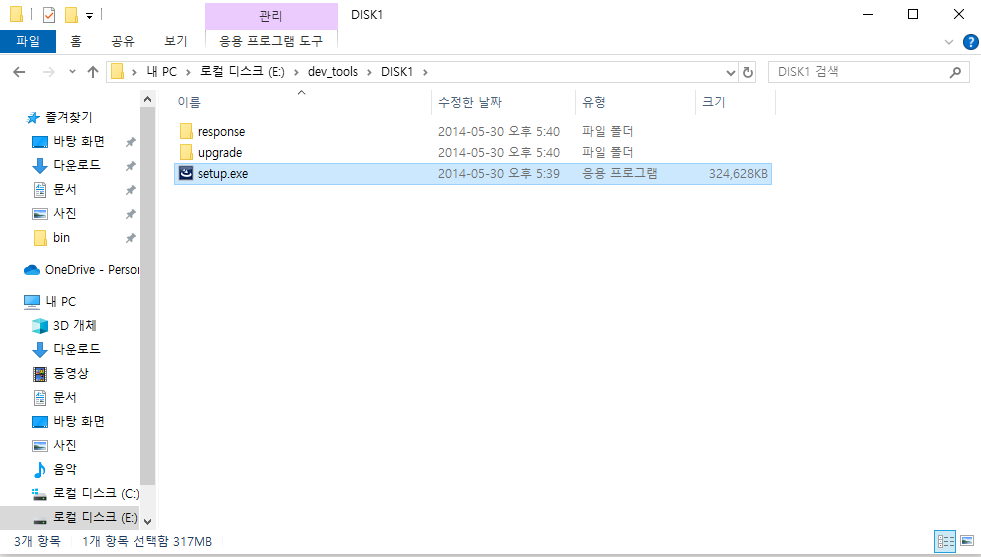 관리
DISK1
파일 홈 공유 보기 응용 프로그램 도구
내 PC 로컬 디스크 (E:) dev_tools DISK1
DISK1 검색
이름 수정한 날짜 유형 크기
response 2014-05-30 오후 5:40 파일 폴더
upgrade 2014-05-30 오후 5:40 파일 폴더
setup.exe 2014-05-30 오후 5:39 응용 프로그램 324,628KB
즐겨찾기
바탕 화면
다운로드
문서
사진
bin
OneDrive - Person
내 PC
3D 개체
다운로드
동영상
문서
바탕 화면
사진
음악
로컬 디스크 (C:)
로컬 디스크 (E:)
3개 항목 1개 항목 선택함 317MB